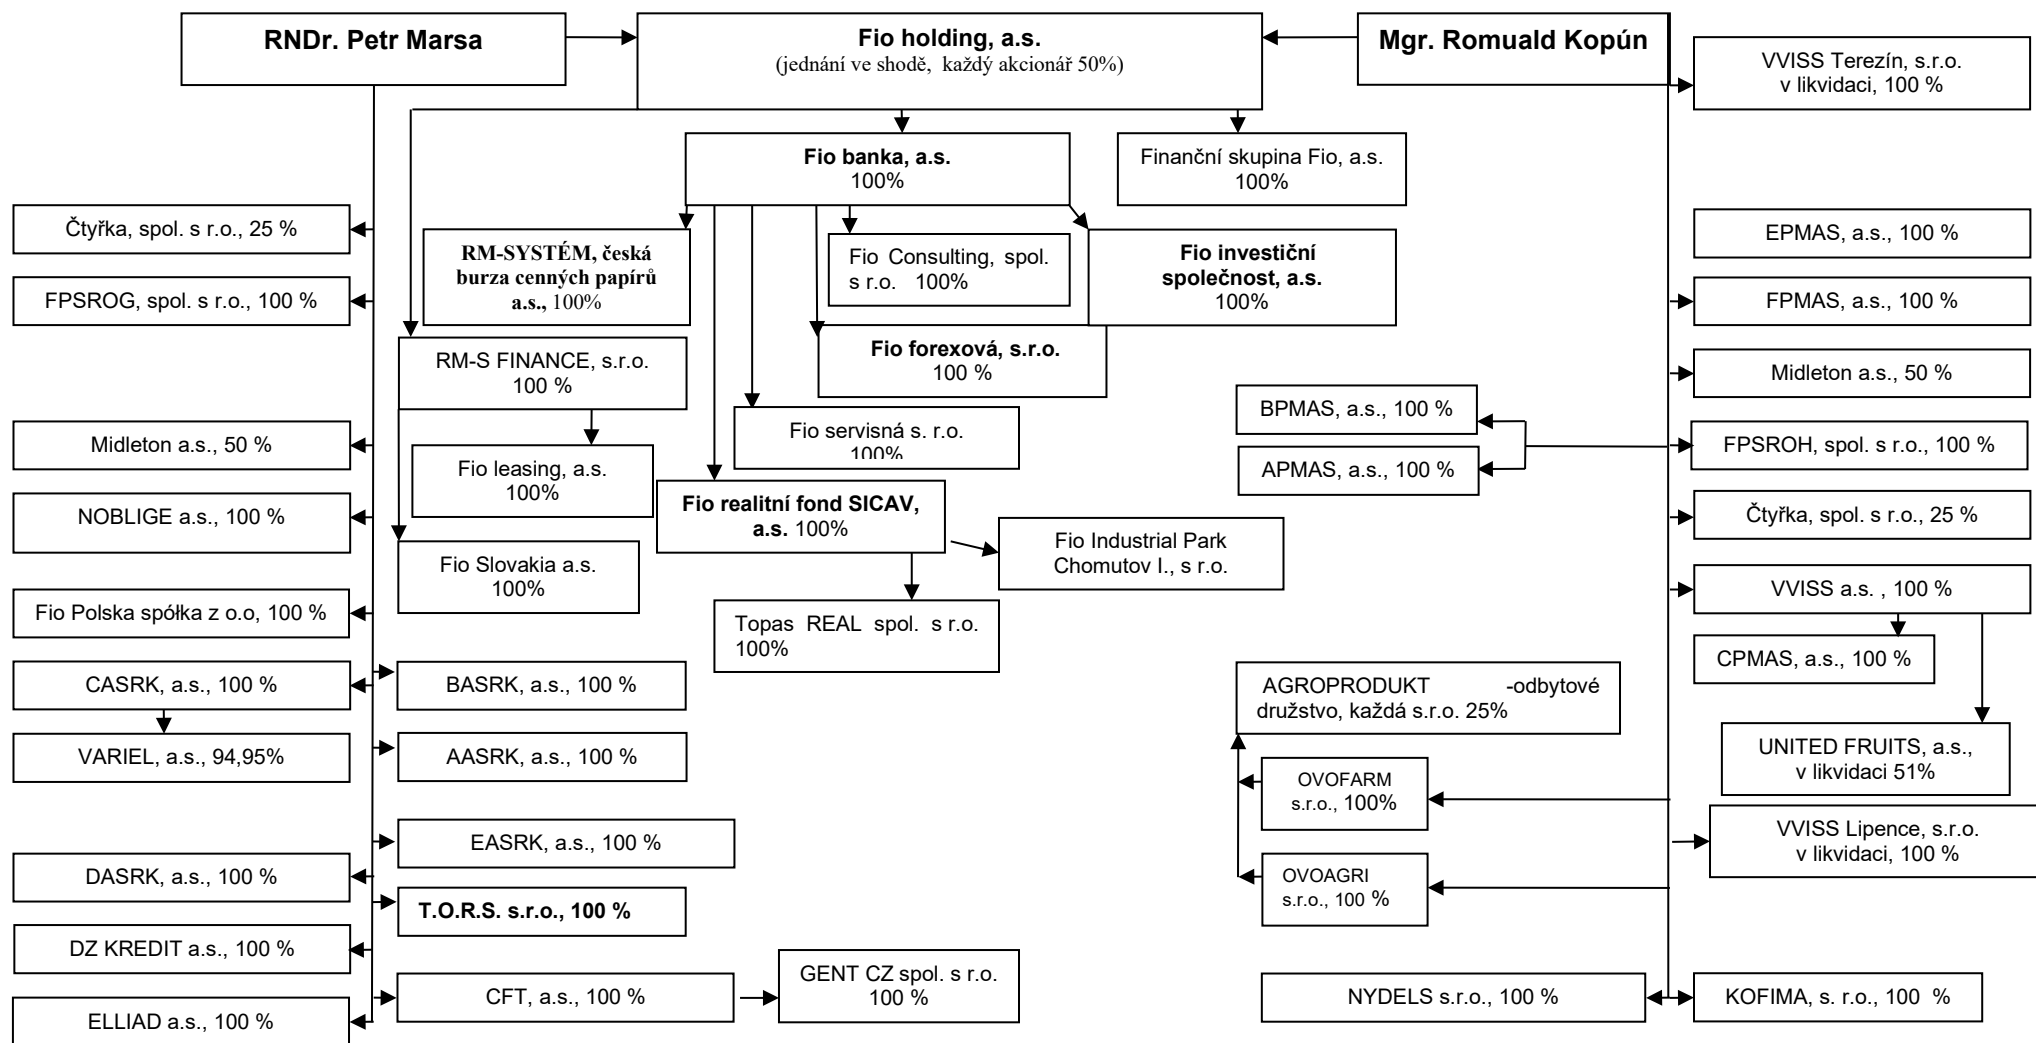 RNDr. Petr Marsa
Fio holding, a.s.
(jednání ve shodě, každý akcionář 50%)
Mgr. Romuald Kopún
VVISS Terezín, s.r.o.
v likvidaci, 100 %
Fio banka, a.s.
100%
Finanční skupina Fio, a.s.
100%
Čtyřka, spol. s r.o., 25 %
RM-SYSTÉM, česká
burza cenných papírů
a.s., 100%
Fio Consulting, spol.
s r.o. 100%
Fio investiční
společnost, a.s.
100%
EPMAS, a.s., 100 %
FPSROG, spol. s r.o., 100 %
FPMAS, a.s., 100 %
RM-S FINANCE, s.r.o.
100 %
Fio forexová, s.r.o.
100 %
Midleton a.s., 50 %
BPMAS, a.s., 100 %
Midleton a.s., 50 %
Fio servisná s. r.o.
100%
FPSROH, spol. s r.o., 100 %
Fio leasing, a.s.
100%
APMAS, a.s., 100 %
NOBLIGE a.s., 100 %
Fio realitní fond SICAV,
a.s. 100%
Čtyřka, spol. s r.o., 25 %
Fio Slovakia a.s.
100%
Fio Industrial Park
Chomutov I., s r.o.
VVISS a.s. , 100 %
Fio Polska spółka z o.o, 100 %
Topas REAL spol. s r.o.
100%
CPMAS, a.s., 100 %
CASRK, a.s., 100 %
BASRK, a.s., 100 %
AGROPRODUKT -odbytové
družstvo, každá s.r.o. 25%
VARIEL, a.s., 94,95%
AASRK, a.s., 100 %
UNITED FRUITS, a.s.,
v likvidaci 51%
OVOFARM
s.r.o., 100%
EASRK, a.s., 100 %
VVISS Lipence, s.r.o.
v likvidaci, 100 %
DASRK, a.s., 100 %
OVOAGRI
s.r.o., 100 %
T.O.R.S. s.r.o., 100 %
DZ KREDIT a.s., 100 %
GENT CZ spol. s r.o.
100 %
CFT, a.s., 100 %
NYDELS s.r.o., 100 %
KOFIMA, s. r.o., 100 %
ELLIAD a.s., 100 %